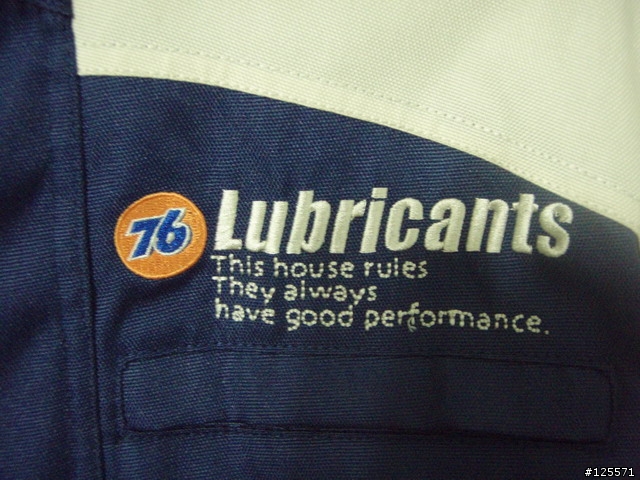 76 Lubricants
This house rules
They always
have good performance.
#125571